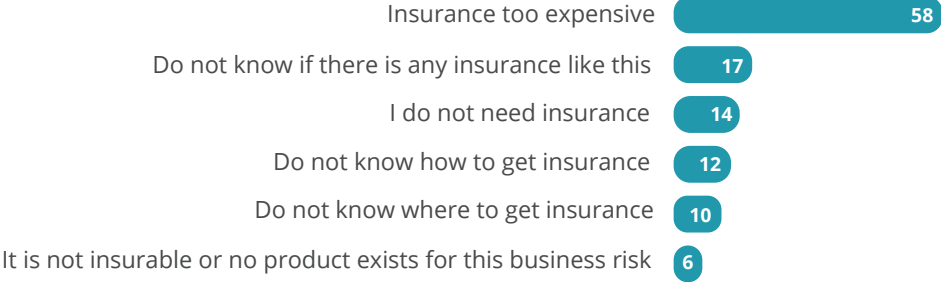 Insurance too expensive 58
Do not know if there is any insurance like this 17
I do not need insurance 14
Do not know how to get insurance 12
Do not know where to get insurance 10
It is not insurable or no product exists for this business risk 6